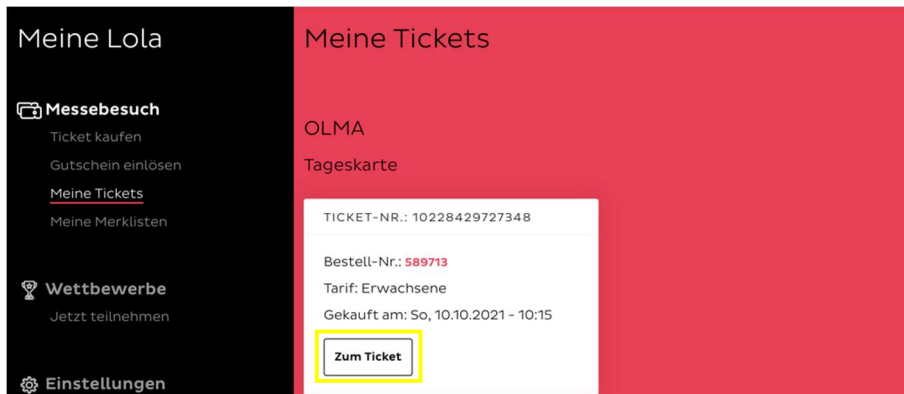 Meine Lola
Messebesuch
Ticket kaufen
Gutschein einlösen
Meine Tickets
Meine Merklisten
Wettbewerbe
Jetzt teilnehmen
Einstellungen
Meine Tickets
OLMA
Tageskarte
TICKET-NR.: 10228429727348
Bestell-Nr.: 589713
Tarif: Erwachsene
Gekauft am: So, 10.10.2021 - 10:15
Zum Ticket